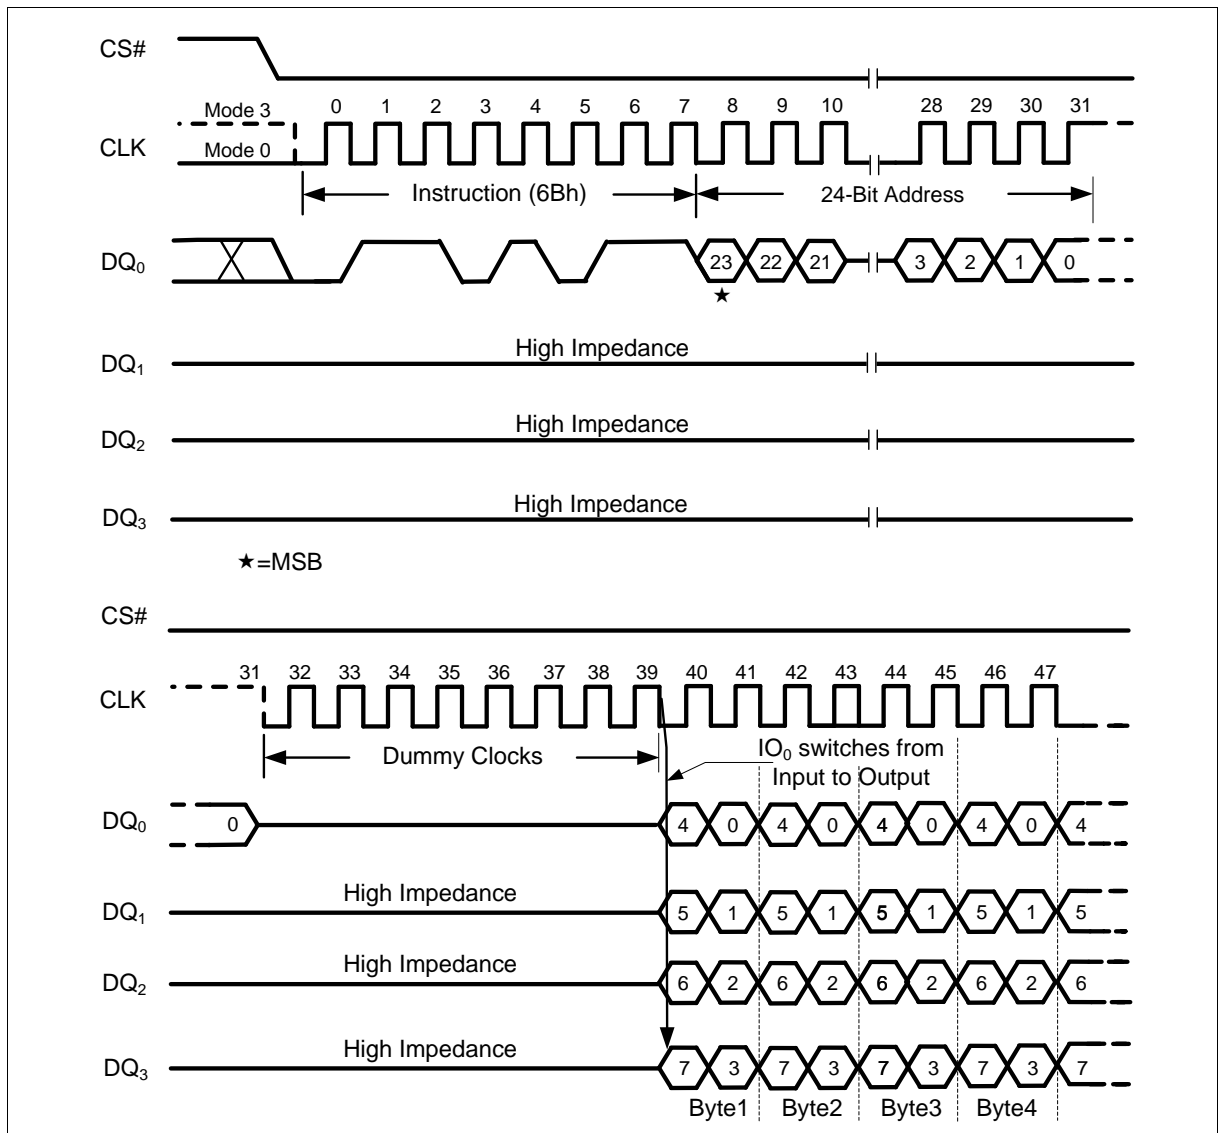 CS#
Mode 3 0 1 2 3 4 5 6 7 8 9 10 28 29 30 31
CLK
Mode 0
Instruction (6Bh) 24-Bit Address
DQ0 23 22 21 3 2 1 0
★
High Impedance
DQ1
High Impedance
DQ2
High Impedance
DQ3
★=MSB
CS#
31 32 33 34 35 36 37 38 39 40 41 42 43 44 45 46 47
CLK
Dummy Clocks
IO0 switches from
Input to Output
DQ0 0 4 0 4 0 4 0 4 0 4
High Impedance
DQ1 5 1 5 1 5 1 5 1 5
High Impedance
DQ2 6 2 6 2 6 2 6 2 6
High Impedance
DQ3 7 3 7 3 7 3 7 3 7
Byte1 Byte2 Byte3 Byte4